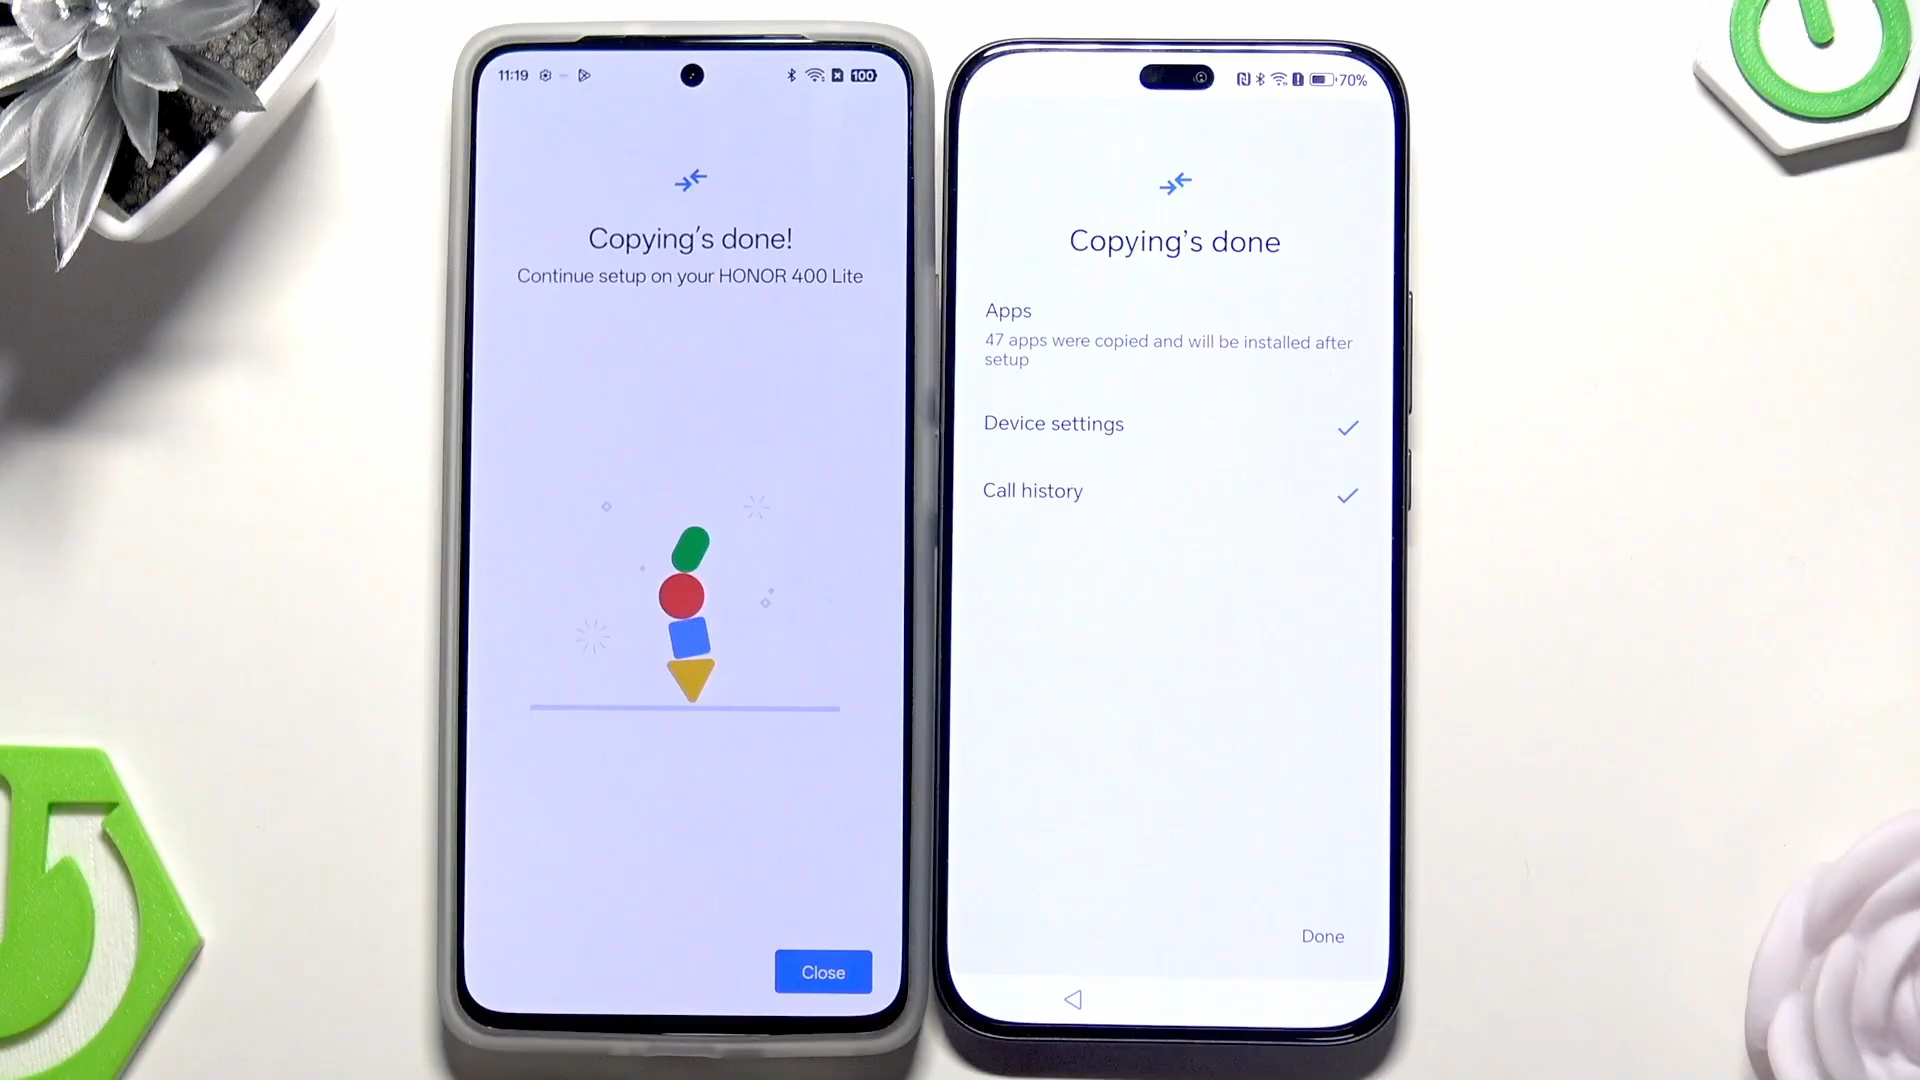 11:19
100
Copying's done!
Continue setup on your HONOR 400 Lite
Close
70%
Copying's done
Apps
47 apps were copied and will be installed after
setup
Device settings
Call history
Done